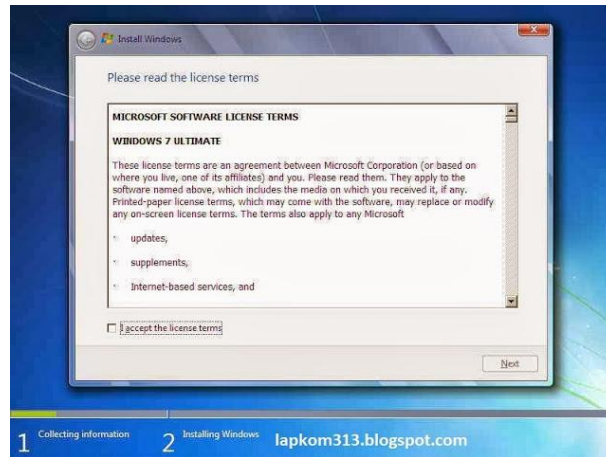 Install Windows
Please read the license terms
MICROSOFT SOFTWARE LICENSE TERMS
WINDOWS 7 ULTIMATE
These license terms are an agreement between Microsoft Corporation (or based on
where you live, one of its affiliates) and you. Please read them. They apply to the
software named above, which includes the media on which you received it, if any.
Printed-paper license terms, which may come with the software, may replace or modify
any on-screen license terms. The terms also apply to any Microsoft
· updates,
· supplements,
· Internet-based services, and
I accept the license terms
Next
1 Collecting information
2 Installing Windows
lapkom313.blogspot.com